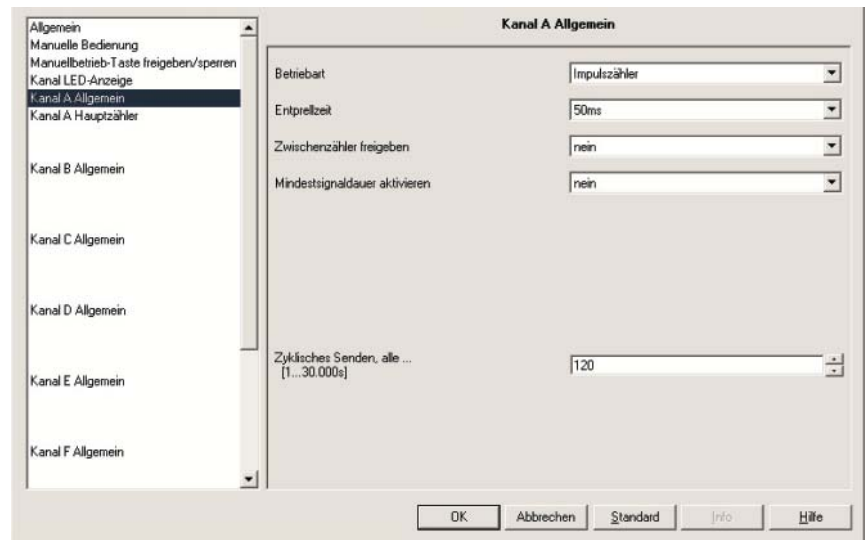 Allgemein
Manuelle Bedienung
Manuellbetrieb-Taste freigeben/sperren
Kanal LED-Anzeige
Kanal A Allgemein
Kanal A Hauptzähler
Kanal B Allgemein
Kanal C Allgemein
Kanal D Allgemein
Kanal E Allgemein
Kanal F Allgemein
Kanal A Allgemein
Betriebart
Impulszähler
Entprellzeit
50ms
Zwischenzähler freigeben
nein
Mindestsignaldauer aktivieren
nein
Zyklisches Senden, alle ...
[1...30.000s]
120
OK
Abbrechen
Standard
Info
Hilfe